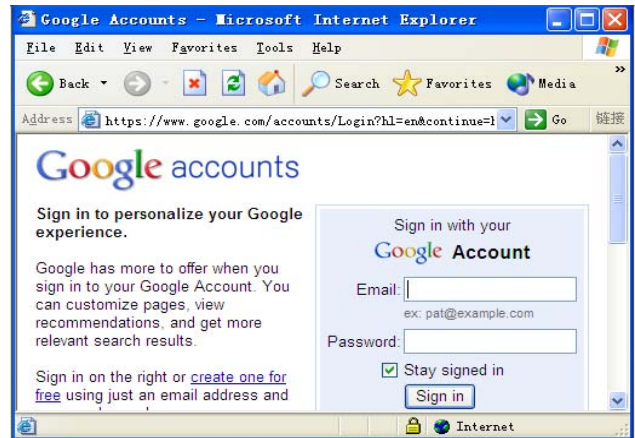 Google Accounts - Microsoft Internet Explorer
File Edit View Favorites Tools Help
Back Search Favorites Media »
Address https://www.google.com/accounts/Login?hl=en&continue=h Go 链接
Google accounts
Sign in to personalize your Google
experience.
Google has more to offer when you
sign in to your Google Account. You
can customize pages, view
recommendations, and get more
relevant search results.
Sign in on the right or create one for
free using just an email address and
Sign in with your
Google Account
Email:
ex: pat@example.com
Password:
Stay signed in
Sign in
Internet